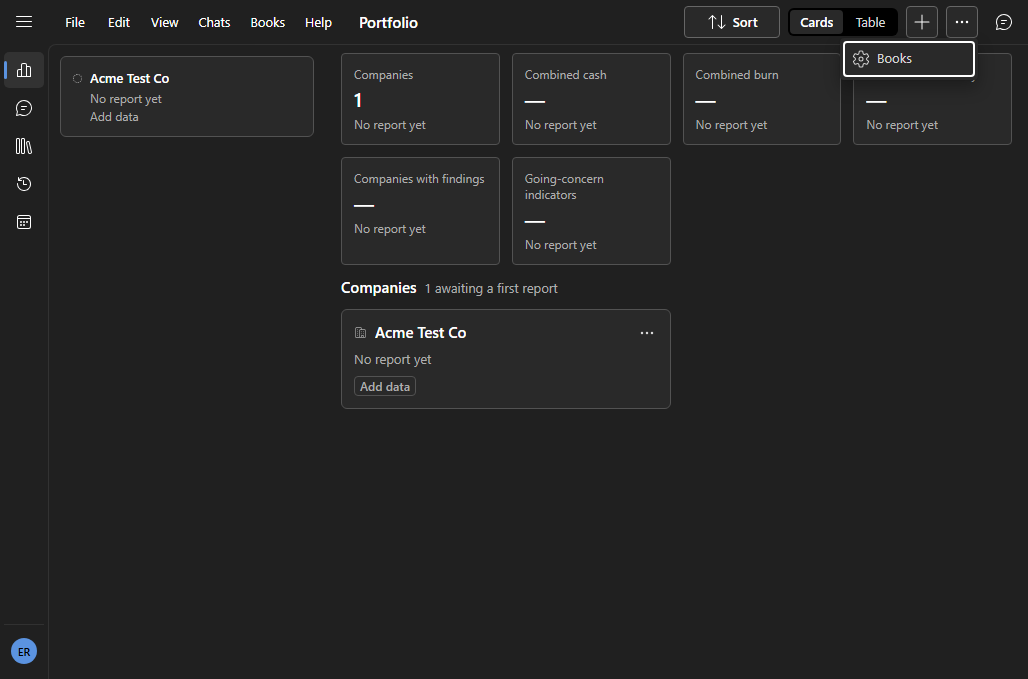 File Edit View Chats Books Help Portfolio Sort Cards Table
Books
Acme Test Co
No report yet
Add data
Companies
1
No report yet
Combined cash
—
No report yet
Combined burn
—
No report yet
—
No report yet
Companies with findings
—
No report yet
Going-concern
indicators
—
No report yet
Companies 1 awaiting a first report
Acme Test Co
No report yet
Add data
ER